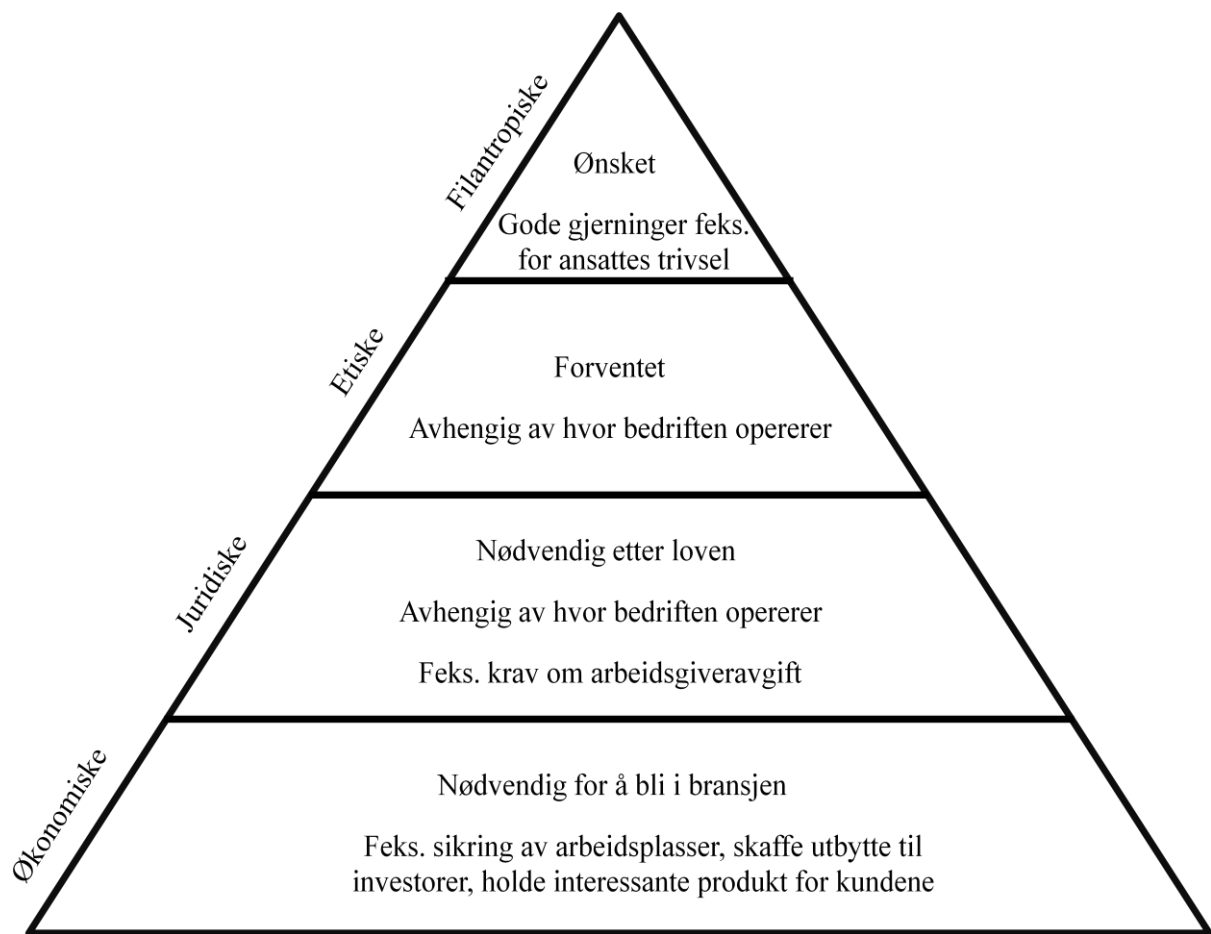 Filantropiske
Ønsket
Gode gjerninger feks.
for ansattes trivsel
Etiske
Forventet
Avhengig av hvor bedriften opererer
Juridiske
Nødvendig etter loven
Avhengig av hvor bedriften opererer
Feks. krav om arbeidsgiveravgift
Økonomiske
Nødvendig for å bli i bransjen
Feks. sikring av arbeidsplasser, skaffe utbytte til
investorer, holde interessante produkt for kundene